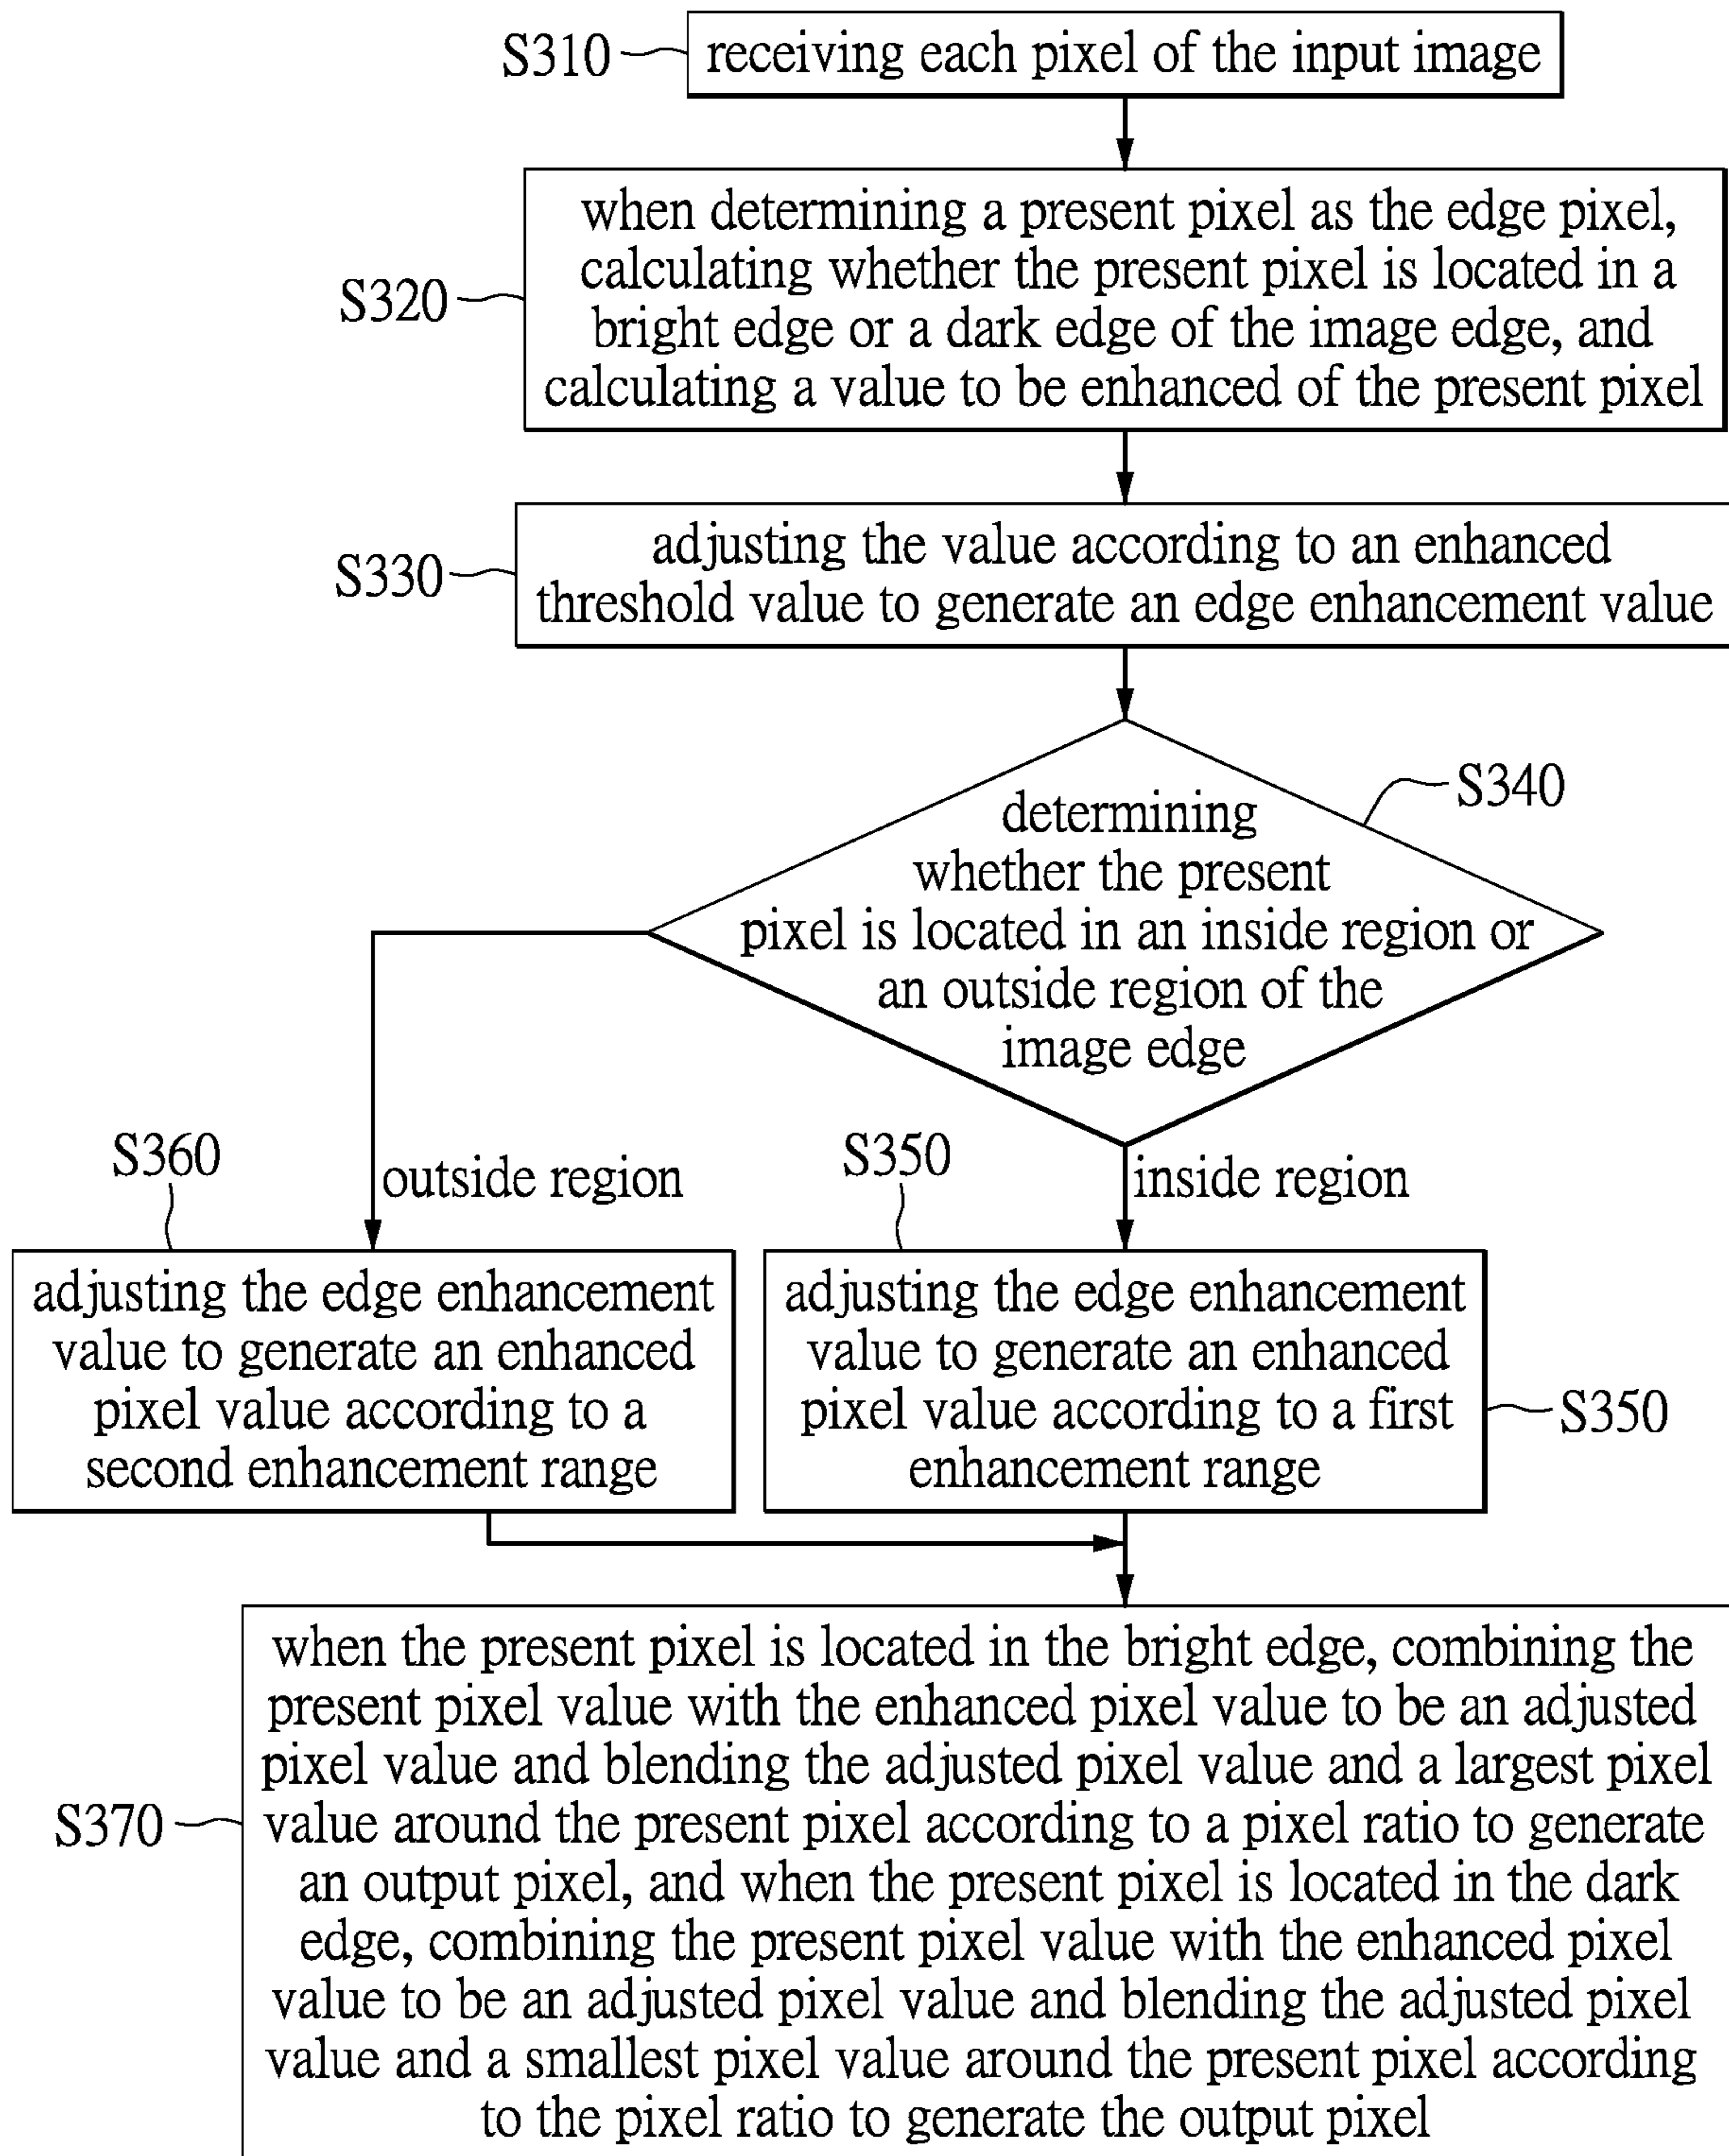 S310
receiving each pixel of the input image
S320
when determining a present pixel as the edge pixel,
calculating whether the present pixel is located in a
bright edge or a dark edge of the image edge, and
calculating a value to be enhanced of the present pixel
S330
adjusting the value according to an enhanced
threshold value to generate an edge enhancement value
S340
determining
whether the present
pixel is located in an inside region or
an outside region of the
image edge
S360
outside region
S350
inside region
adjusting the edge enhancement
value to generate an enhanced
pixel value according to a
second enhancement range
adjusting the edge enhancement
value to generate an enhanced
pixel value according to a first
enhancement range
S350
S370
when the present pixel is located in the bright edge, combining the
present pixel value with the enhanced pixel value to be an adjusted
pixel value and blending the adjusted pixel value and a largest pixel
value around the present pixel according to a pixel ratio to generate
an output pixel, and when the present pixel is located in the dark
edge, combining the present pixel value with the enhanced pixel
value to be an adjusted pixel value and blending the adjusted pixel
value and a smallest pixel value around the present pixel according
to the pixel ratio to generate the output pixel